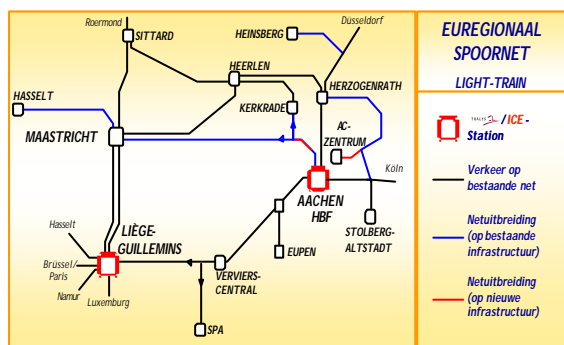 Roermond
SITTARD
HEINSBERG
Düsseldorf
HEERLEN
HERZOGENRATH
HASSELT
KERKRADE
AC-
ZENTRUM
MAASTRICHT
Köln
AACHEN
HBF
STOLBERG-
ALTSTADT
Hasselt
LIÈGE-
GUILLEMINS
EUPEN
Brüssel/
Paris
VERVIERS-
CENTRAL
Namur
Luxemburg
SPA
EUREGIONAAL
SPOORNET
LIGHT-TRAIN
THALYS /ICE -
Station
Verkeer op
bestaande net
Netuitbreiding
(op bestaande
infrastructuur)
Netuitbreiding
(op nieuwe
infrastructuur)